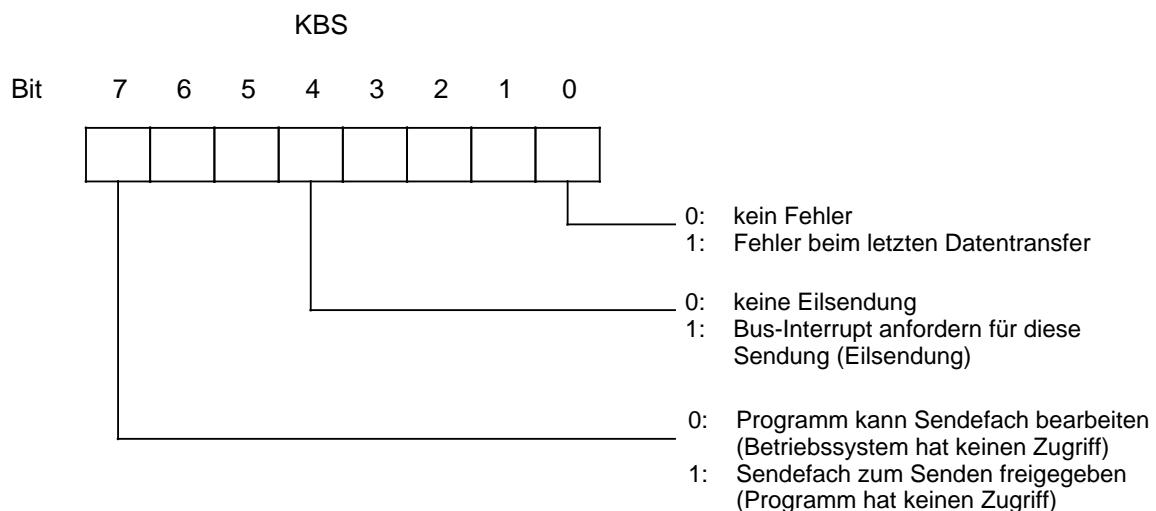 KBS
Bit 7 6 5 4 3 2 1 0
0: kein Fehler
1: Fehler beim letzten Datentransfer
0: keine Eilsendung
1: Bus-Interrupt anfordern für diese
Sendung (Eilsendung)
0: Programm kann Sendefach bearbeiten
(Betriebssystem hat keinen Zugriff)
1: Sendefach zum Senden freigegeben
(Programm hat keinen Zugriff)